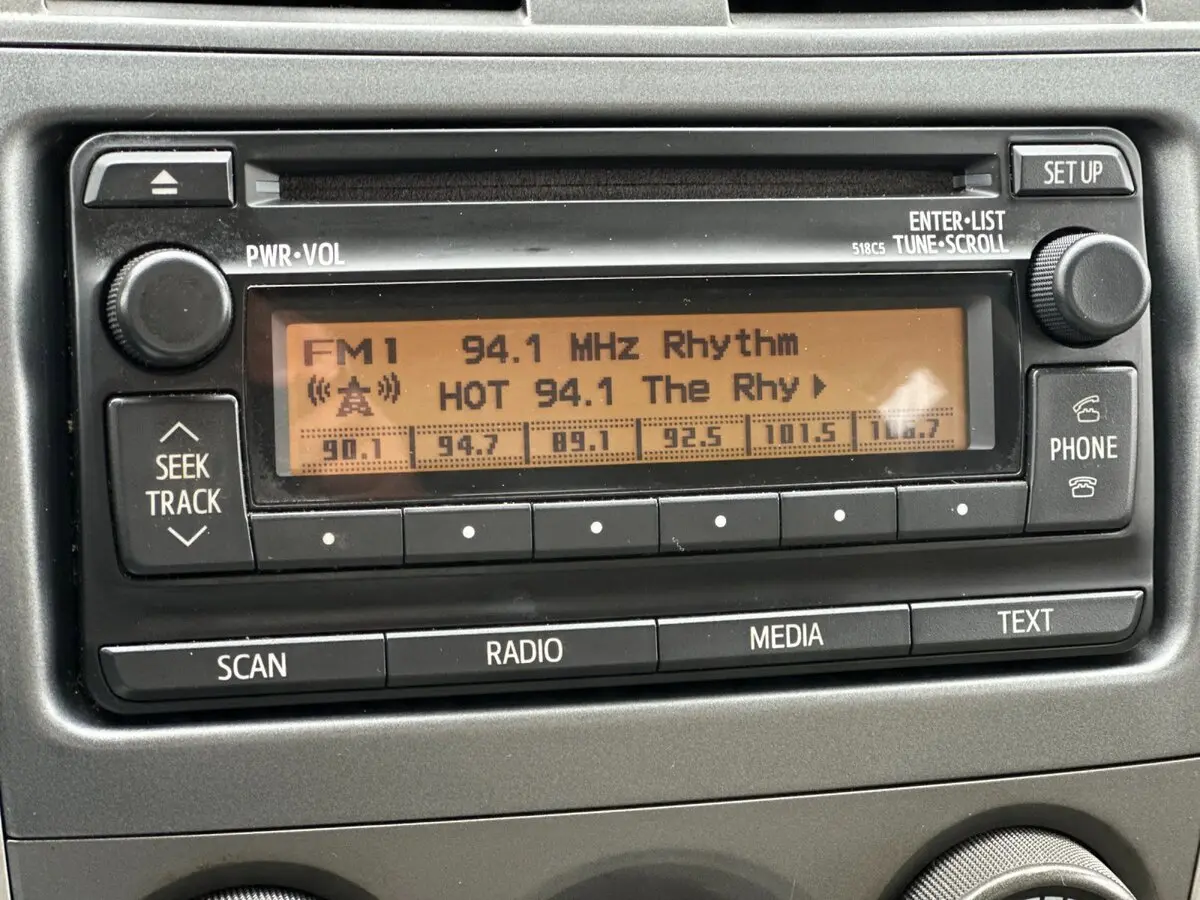 SET UP
ENTER•LIST
PWR•VOL
518C5 TUNE•SCROLL
FM1 94.1 MHz Rhythm
HOT 94.1 The Rhy
90.1 94.7 89.1 92.5 101.5
SEEK
TRACK
PHONE
SCAN RADIO MEDIA TEXT